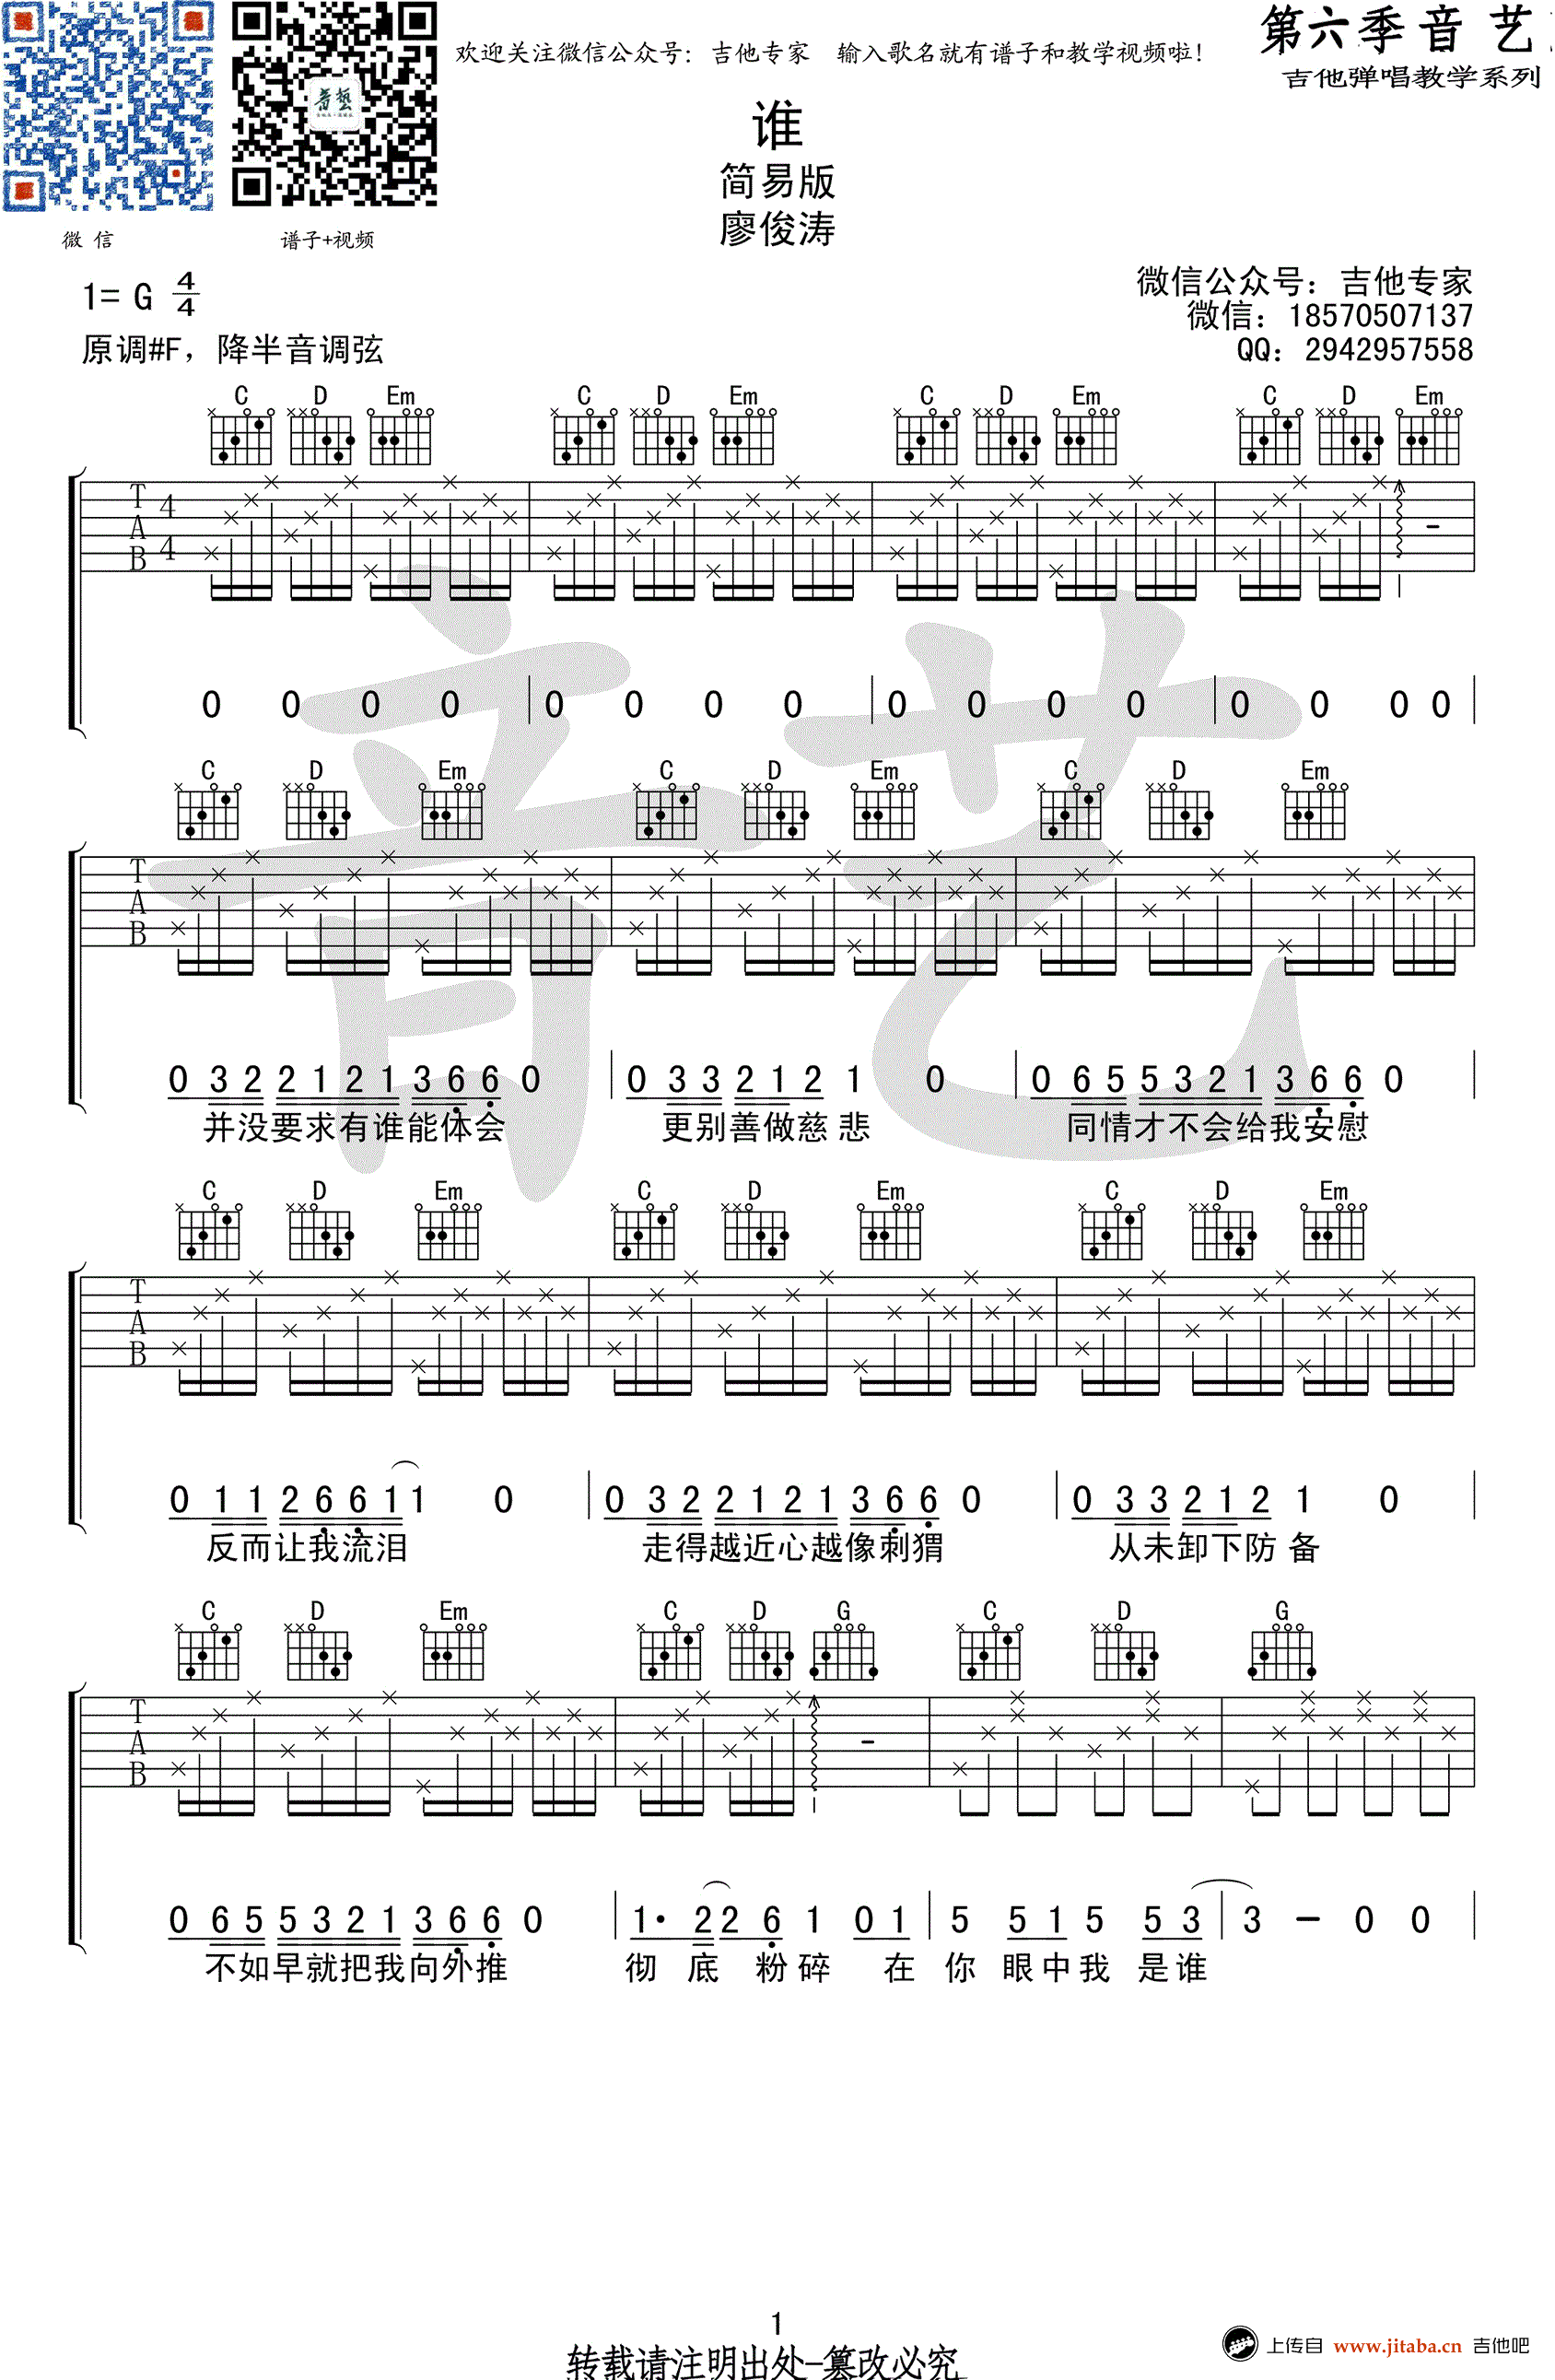 欢迎关注微信公众号：吉他专家　输入歌名就有谱子和教学视频啦！
第六季音艺
吉他弹唱教学系列
谁
简易版
廖俊涛
微 信
谱子+视频
1= G 4/4
原调#F，降半音调弦
微信公众号：吉他专家
微信：18570507137
QQ：2942957558
C D Em C D Em C D Em C D Em
T A B 4 4
0 0 0 0 | 0 0 0 0 | 0 0 0 0 | 0 0 0 0
C D Em C D Em C D Em
T A B
0 3 2 2 1 2 1 3 6 6 0 | 0 3 3 2 1 2 1 0 | 0 6 5 5 3 2 1 3 6 6 0
并没要求有谁能体会 更别善做慈悲 同情才不会给我安慰
C D Em C D Em C D Em
T A B
0 1 1 2 6 6 1 1 0 | 0 3 2 2 1 2 1 3 6 6 0 | 0 3 3 2 1 2 1 0
反而让我流泪 走得越近心越像刺猬 从未卸下防备
C D Em C D G C D G
T A B
0 6 5 5 3 2 1 3 6 6 0 | 1· 2 2 6 1 0 1 | 5 5 1 5 5 3 | 3 - 0 0
不如早就把我向外推 彻底粉碎 在你眼中我是谁
1
转载请注明出处-篡改必究
上传自 www.jitaba.cn 吉他吧
音艺